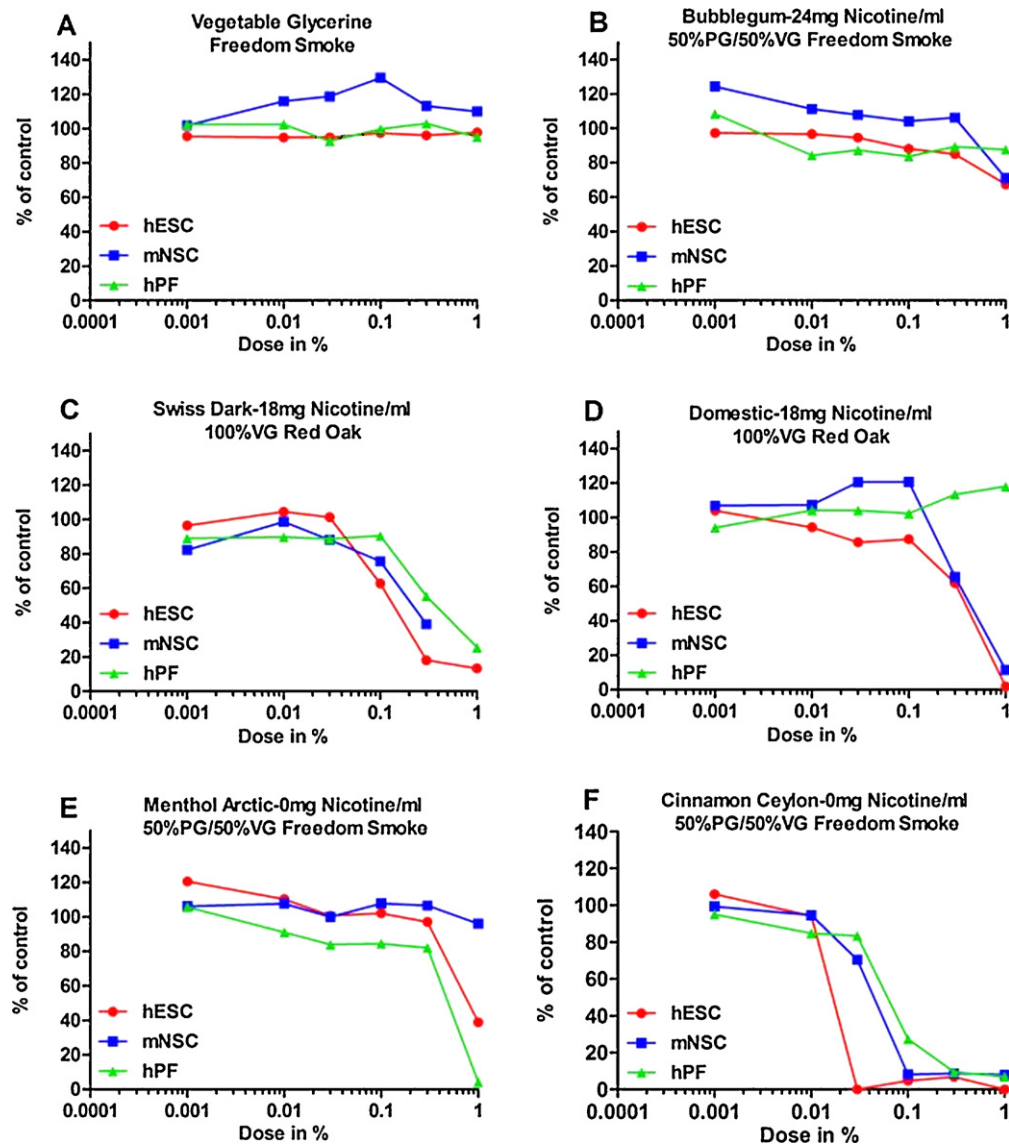 A
Vegetable Glycerine
Freedom Smoke
% of control
140
120
100
80
60
40
20
0
hESC
mNSC
hPF
0.0001 0.001 0.01 0.1 1
Dose in %
B
Bubblegum-24mg Nicotine/ml
50%PG/50%VG Freedom Smoke
% of control
140
120
100
80
60
40
20
0
hESC
mNSC
hPF
0.0001 0.001 0.01 0.1 1
Dose in %
C
Swiss Dark-18mg Nicotine/ml
100%VG Red Oak
% of control
140
120
100
80
60
40
20
0
hESC
mNSC
hPF
0.0001 0.001 0.01 0.1 1
Dose in %
D
Domestic-18mg Nicotine/ml
100%VG Red Oak
% of control
140
120
100
80
60
40
20
0
hESC
mNSC
hPF
0.0001 0.001 0.01 0.1 1
Dose in %
E
Menthol Arctic-0mg Nicotine/ml
50%PG/50%VG Freedom Smoke
% of control
140
120
100
80
60
40
20
0
hESC
mNSC
hPF
0.0001 0.001 0.01 0.1 1
Dose in %
F
Cinnamon Ceylon-0mg Nicotine/ml
50%PG/50%VG Freedom Smoke
% of control
140
120
100
80
60
40
20
0
hESC
mNSC
hPF
0.0001 0.001 0.01 0.1 1
Dose in %